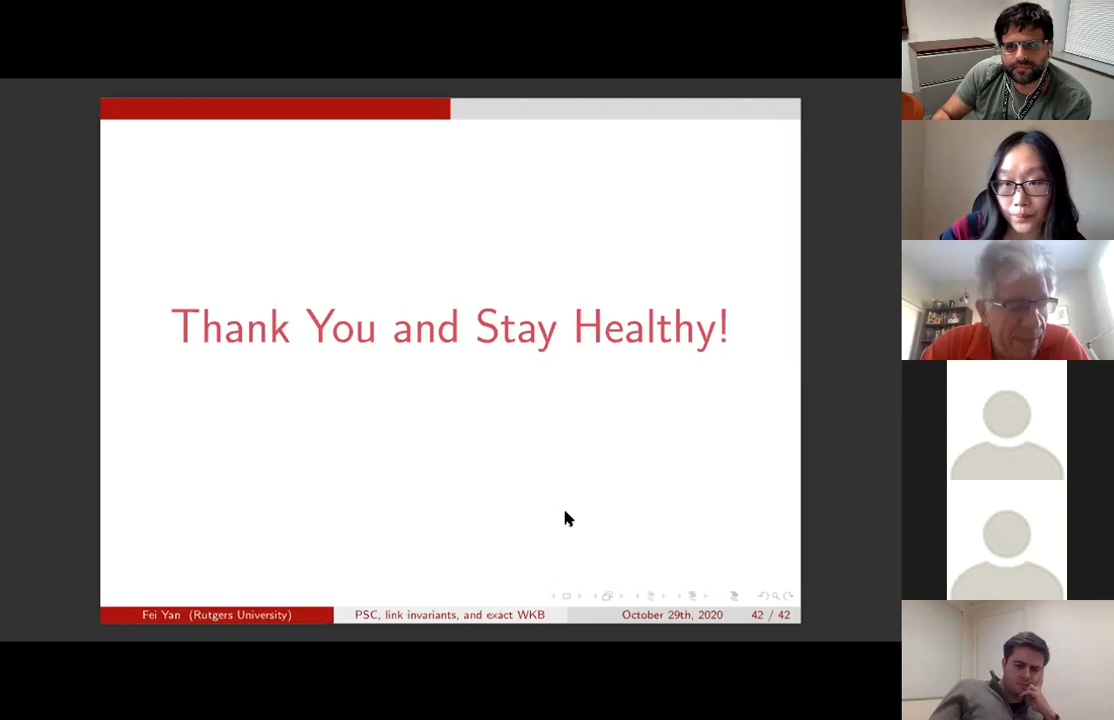 Thank You and Stay Healthy!
Fei Yan (Rutgers University) PSC, link invariants, and exact WKB October 29th, 2020 42 / 42